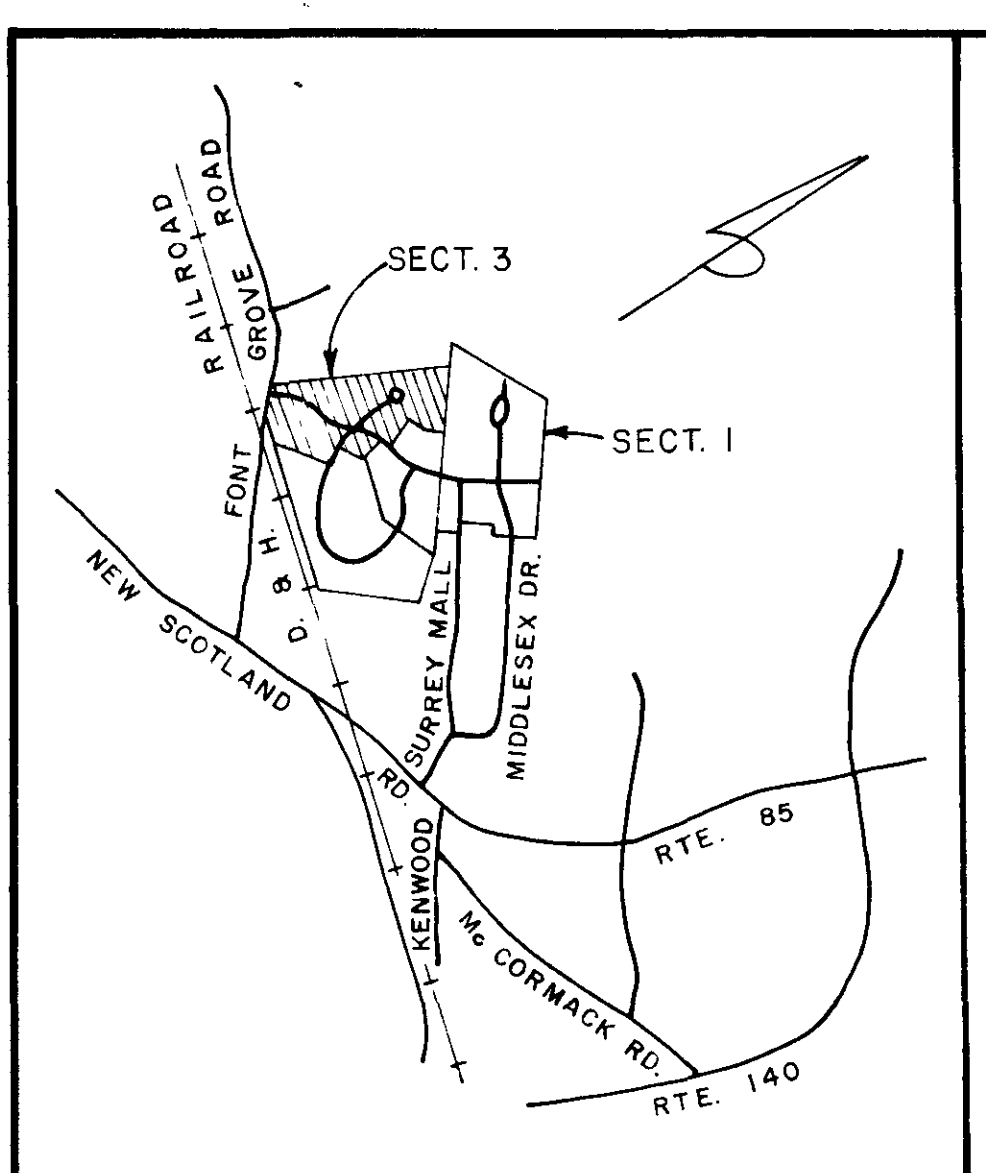 FONT GROVE ROAD
D. & H. RAILROAD
SECT. 3
SECT. 1
NEW SCOTLAND RD.
SURREY MALL
MIDDLESEX DR.
KENWOOD
RTE. 85
Mc CORMACK RD.
RTE. 140